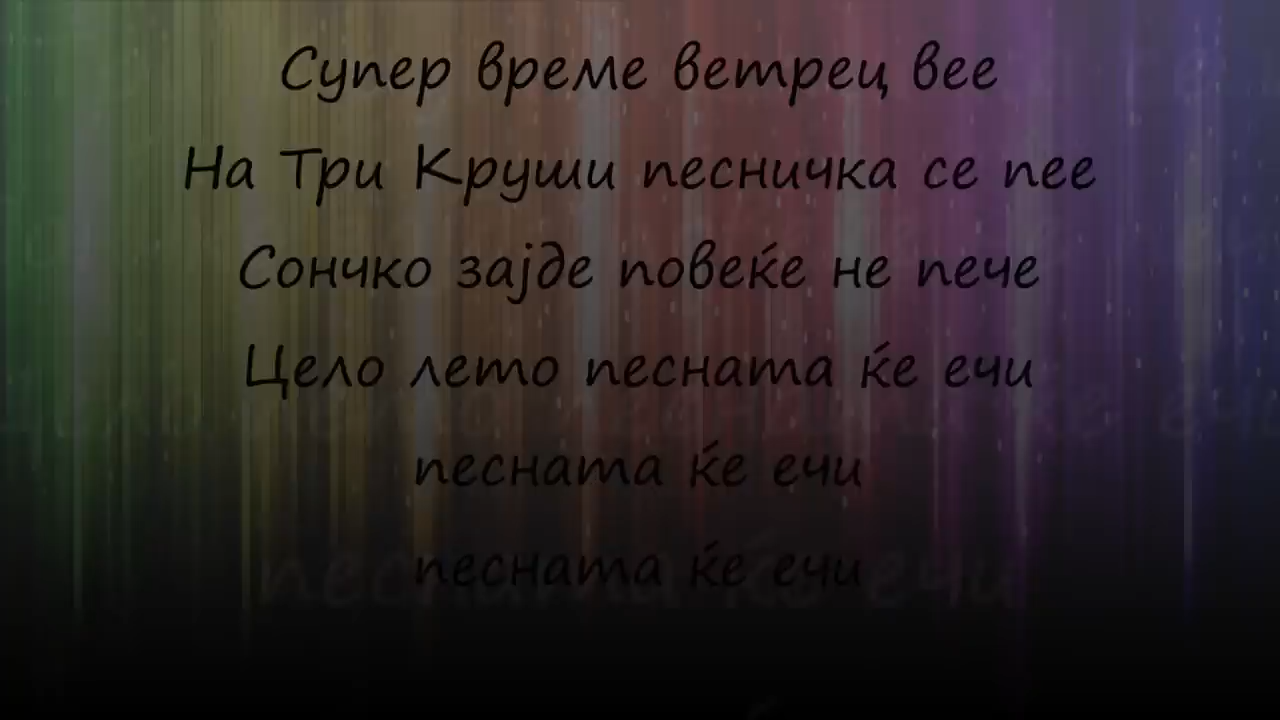 Супер време ветрец вее
На Три Круши песничка се пее
Сончко зајде повеќе не пече
Цело лето песната ќе ечи
песната ќе ечи
песната ќе ечи